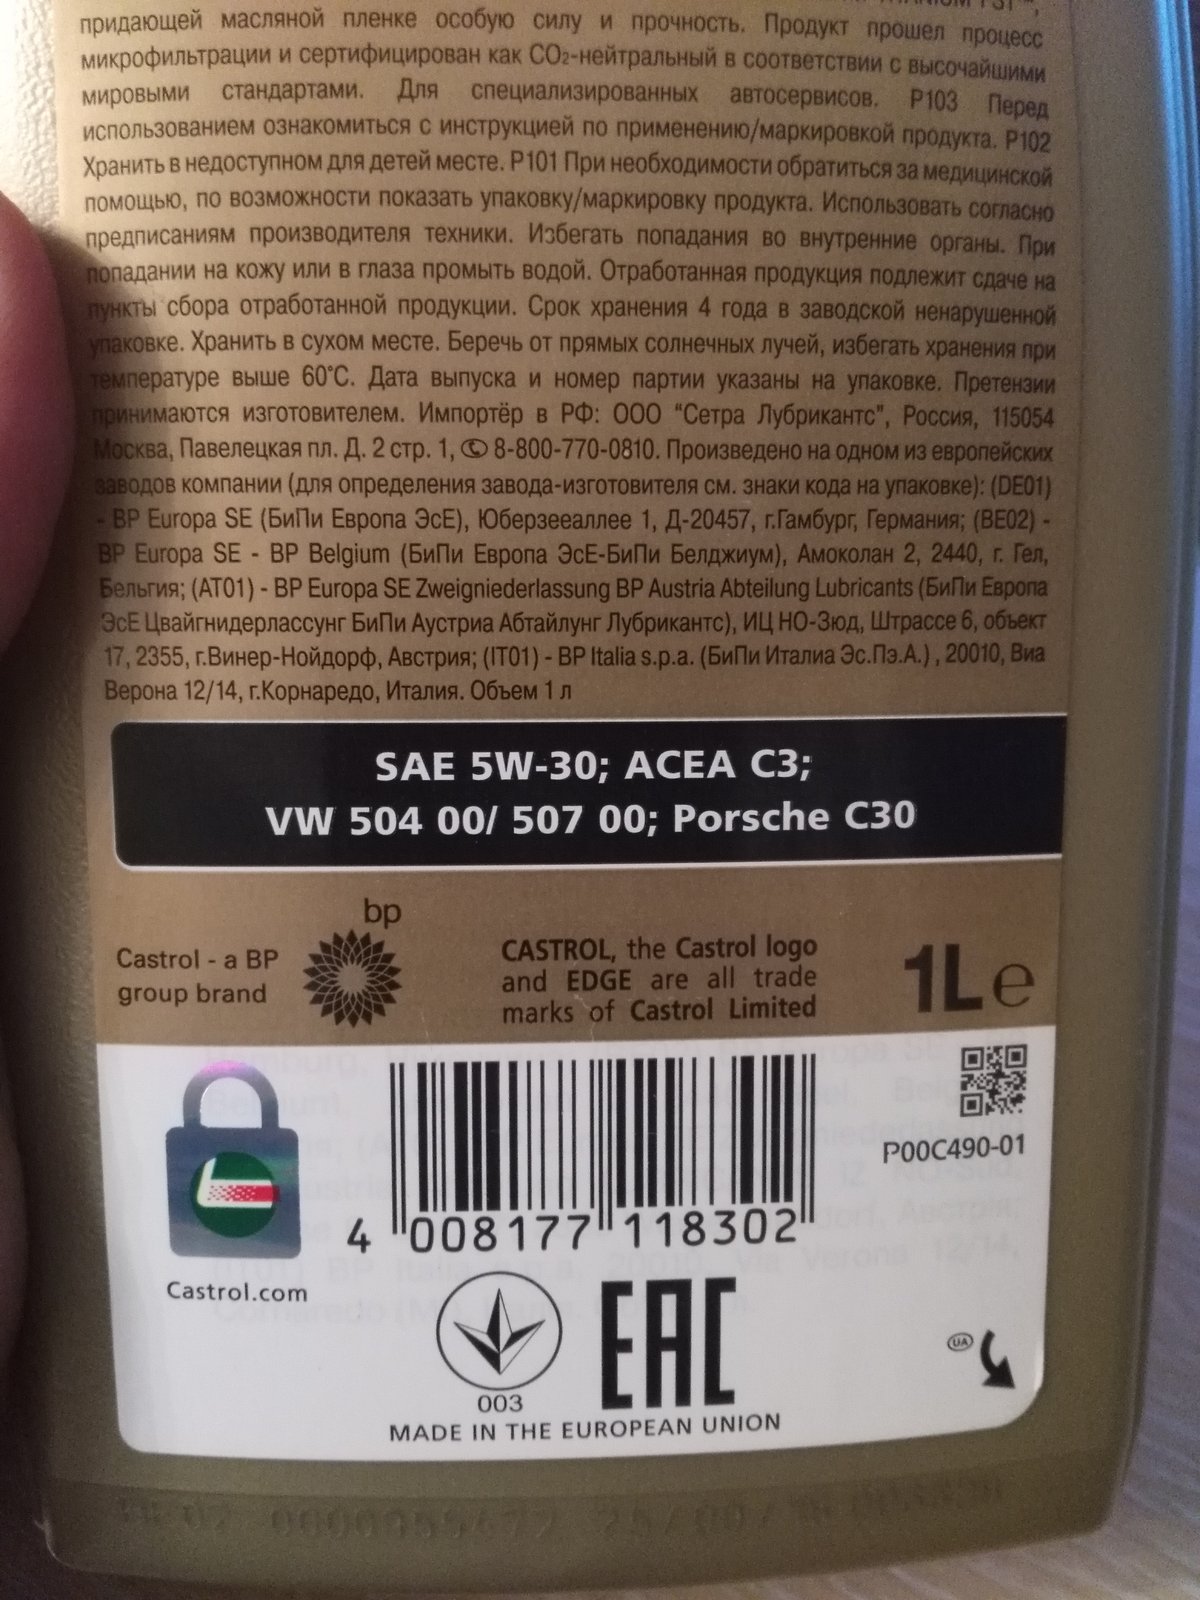 придающей масляной пленке особую силу и прочность. Продукт прошел процесс
микрофильтрации и сертифицирован как CO₂-нейтральный в соответствии с высочайшими
мировыми стандартами. Для специализированных автосервисов. P103 Перед
использованием ознакомиться с инструкцией по применению/маркировкой продукта. P102
Хранить в недоступном для детей месте. P101 При необходимости обратиться за медицинской
помощью, по возможности показать упаковку/маркировку продукта. Использовать согласно
предписаниям производителя техники. Избегать попадания во внутренние органы. При
попадании на кожу или в глаза промыть водой. Отработанная продукция подлежит сдаче на
пункты сбора отработанной продукции. Срок хранения 4 года в заводской ненарушенной
упаковке. Хранить в сухом месте. Беречь от прямых солнечных лучей, избегать хранения при
температуре выше 60°C. Дата выпуска и номер партии указаны на упаковке. Претензии
принимаются изготовителем. Импортёр в РФ: ООО "Сетра Лубрикантс", Россия, 115054
Москва, Павелецкая пл. Д. 2 стр. 1, ✆ 8-800-770-0810. Произведено на одном из европейских
заводов компании (для определения завода-изготовителя см. знаки кода на упаковке): (DE01)
- BP Europa SE (БиПи Европа ЭсЕ), Юберзееаллее 1, Д-20457, г.Гамбург, Германия; (BE02) -
BP Europa SE - BP Belgium (БиПи Европа ЭсЕ-БиПи Белджиум), Амоколан 2, 2440, г. Гел,
Бельгия; (AT01) - BP Europa SE Zweigniederlassung BP Austria Abteilung Lubricants (БиПи Европа
ЭсЕ Цвайгнидерлассунг БиПи Аустриа Абтайлунг Лубрикантс), ИЦ НО-Зюд, Штрассе 6, объект
17, 2355, г.Винер-Нойдорф, Австрия; (IT01) - BP Italia s.p.a. (БиПи Италиа Эс.Пэ.А.) , 20010, Виа
Верона 12/14, г.Корнаредо, Италия. Объем 1 л
SAE 5W-30; ACEA C3;
VW 504 00/ 507 00; Porsche C30
bp
Castrol - a BP
group brand
CASTROL, the Castrol logo
and EDGE are all trade
marks of Castrol Limited
1L e
P00C490-01
4 008177 118302
Castrol.com
003
EAC
UA
MADE IN THE EUROPEAN UNION